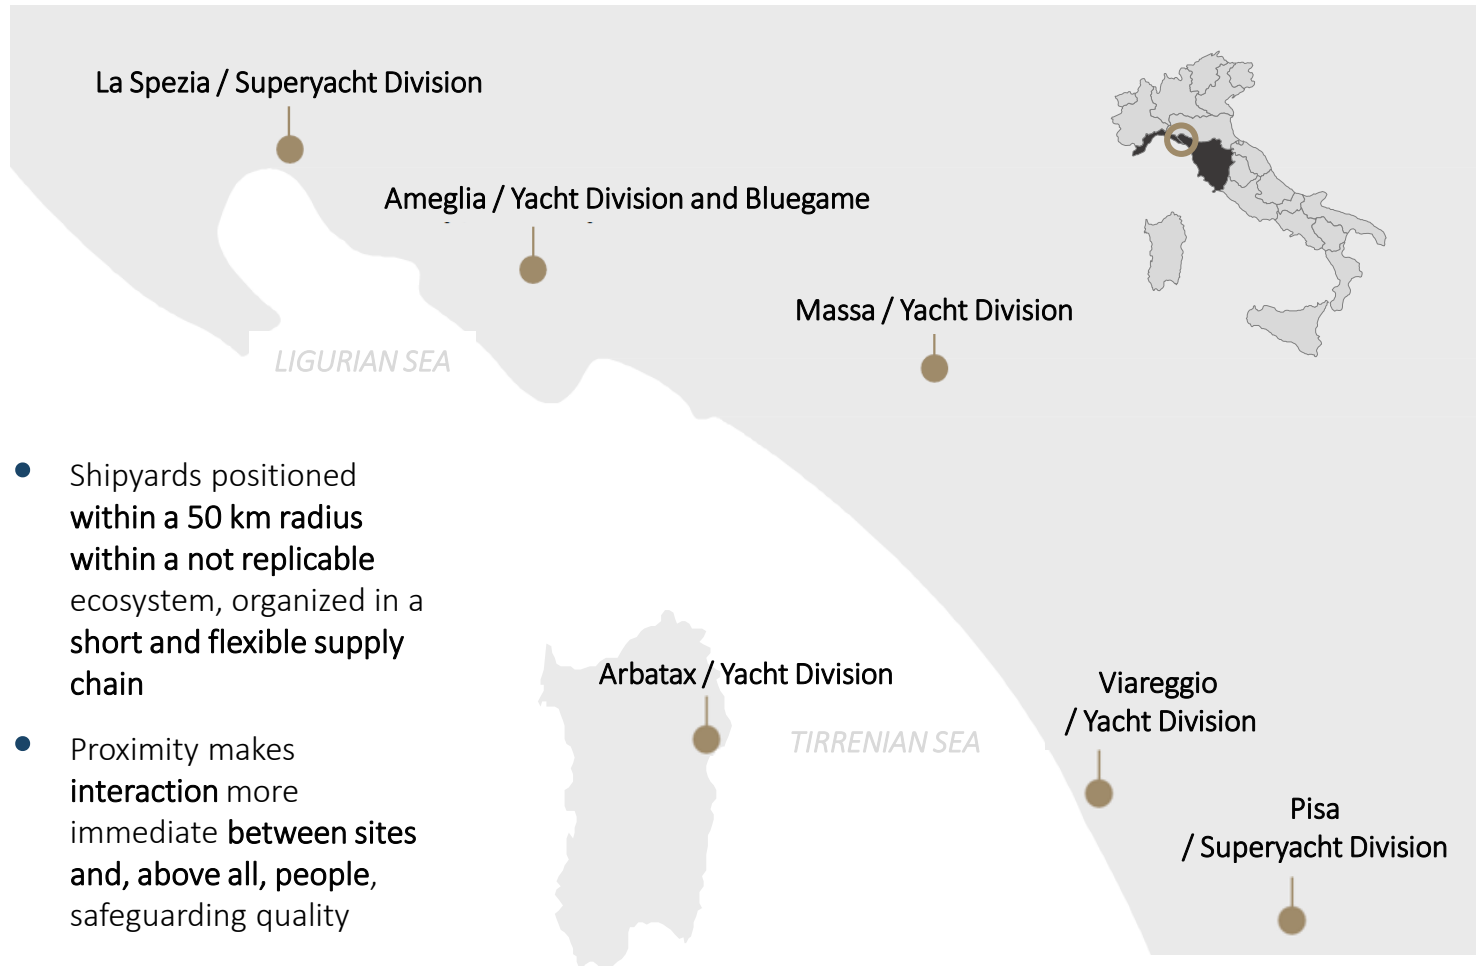 La Spezia / Superyacht Division
Ameglia / Yacht Division and Bluegame
Massa / Yacht Division
LIGURIAN SEA
• Shipyards positioned
within a 50 km radius
within a not replicable
ecosystem, organized in a
short and flexible supply
chain
• Proximity makes
interaction more
immediate between sites
and, above all, people,
safeguarding quality
Arbatax / Yacht Division
TIRRENIAN SEA
Viareggio
/ Yacht Division
Pisa
/ Superyacht Division